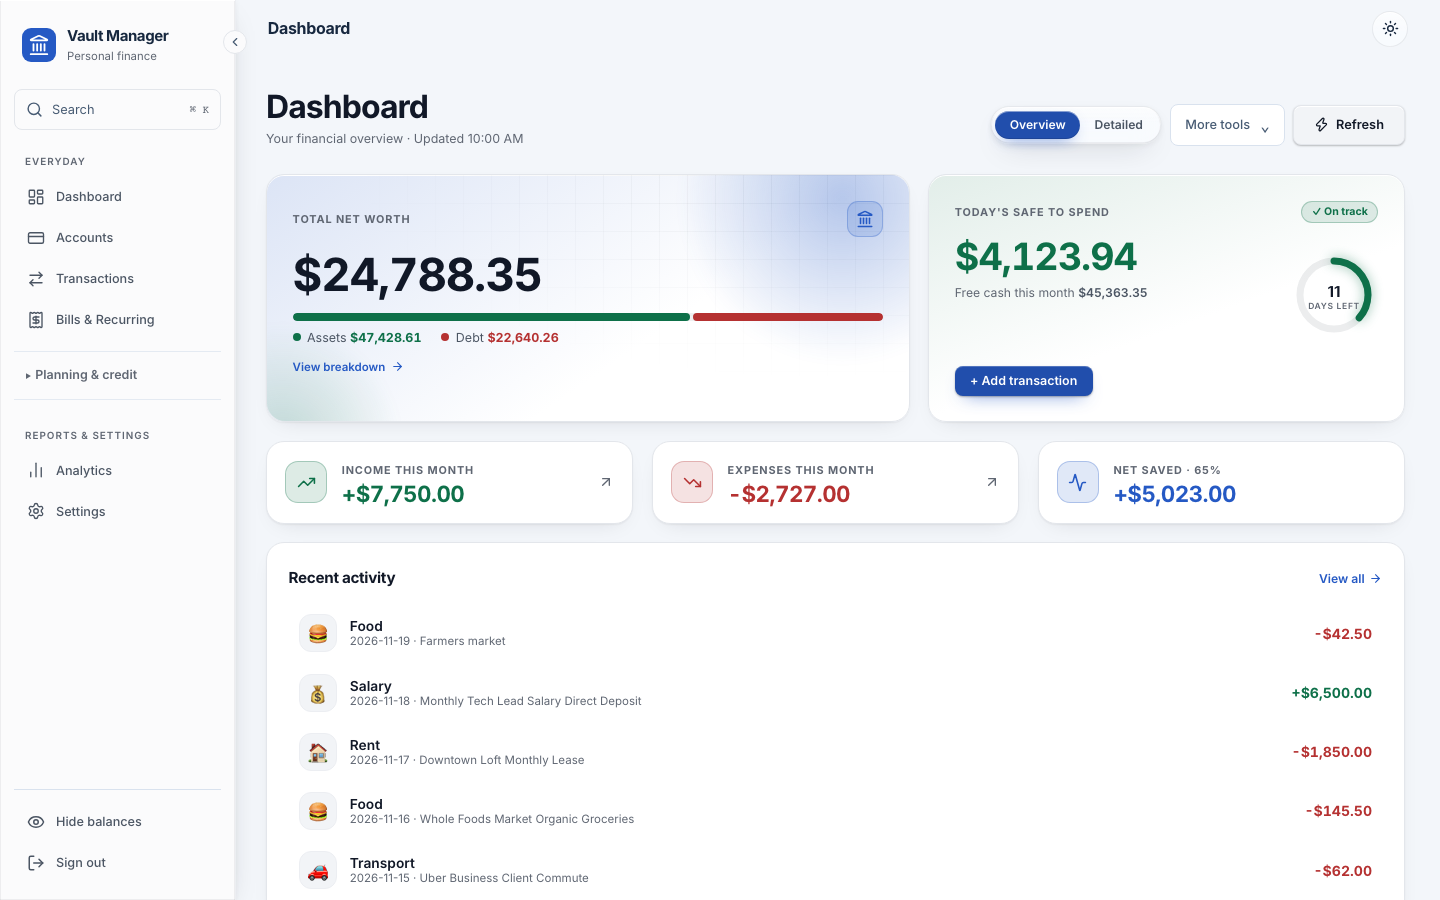 Vault Manager
Personal finance
Search ⌘ K
EVERYDAY
Dashboard
Accounts
Transactions
Bills & Recurring
Planning & credit
REPORTS & SETTINGS
Analytics
Settings
Hide balances
Sign out
Dashboard
Dashboard
Your financial overview · Updated 10:00 AM
Overview Detailed More tools Refresh
TOTAL NET WORTH
$24,788.35
Assets $47,428.61 Debt $22,640.26
View breakdown →
TODAY'S SAFE TO SPEND
✓ On track
$4,123.94
Free cash this month $45,363.35
11
DAYS LEFT
+ Add transaction
INCOME THIS MONTH
+$7,750.00
EXPENSES THIS MONTH
-$2,727.00
NET SAVED · 65%
+$5,023.00
Recent activity
View all →
Food
2026-11-19 · Farmers market
-$42.50
Salary
2026-11-18 · Monthly Tech Lead Salary Direct Deposit
+$6,500.00
Rent
2026-11-17 · Downtown Loft Monthly Lease
-$1,850.00
Food
2026-11-16 · Whole Foods Market Organic Groceries
-$145.50
Transport
2026-11-15 · Uber Business Client Commute
-$62.00